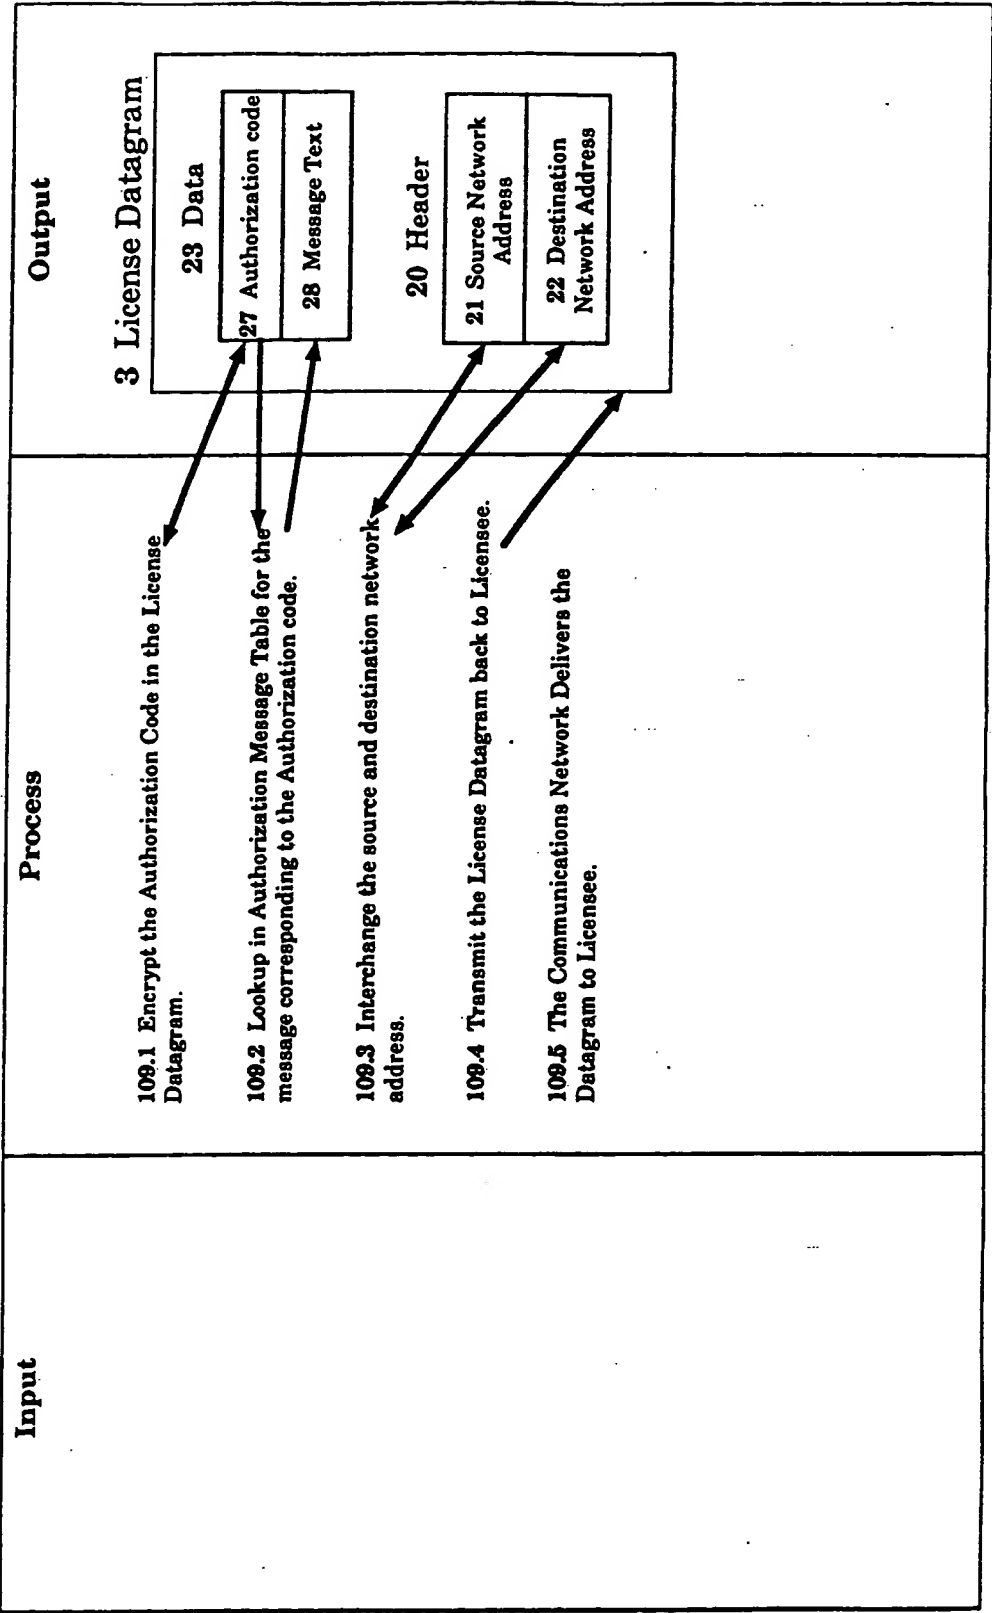 Input
Process
Output
109.1 Encrypt the Authorization Code in the License
Datagram.
109.2 Lookup in Authorization Message Table for the
message corresponding to the Authorization code.
109.3 Interchange the source and destination network
address.
109.4 Transmit the License Datagram back to Licensee.
109.5 The Communications Network Delivers the
Datagram to Licensee.
3 License Datagram
23 Data
27 Authorization code
28 Message Text
20 Header
21 Source Network
Address
22 Destination
Network Address